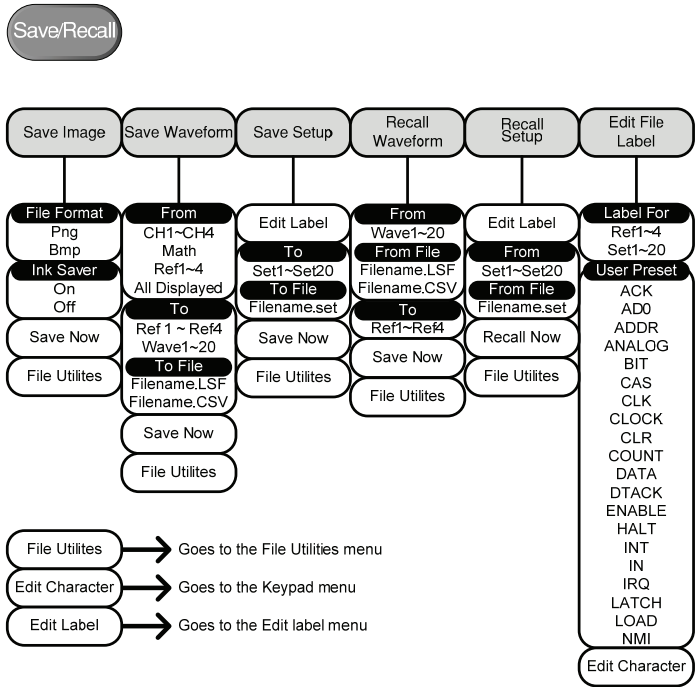 Save/Recall
Save Image
File Format
Png
Bmp
Ink Saver
On
Off
Save Now
File Utilites
Save Waveform
From
CH1~CH4
Math
Ref1~4
All Displayed
To
Ref 1 ~ Ref4
Wave1~20
To File
Filename.LSF
Filename.CSV
Save Now
File Utilites
Save Setup
Edit Label
To
Set1~Set20
To File
Filename.set
Save Now
File Utilites
Recall
Waveform
From
Wave1~20
From File
Filename.LSF
Filename.CSV
To
Ref1~Ref4
Save Now
File Utilites
Recall
Setup
Edit Label
From
Set1~Set20
From File
Filename.set
Recall Now
File Utilites
Edit File
Label
Label For
Ref1~4
Set1~20
User Preset
ACK
AD0
ADDR
ANALOG
BIT
CAS
CLK
CLOCK
CLR
COUNT
DATA
DTACK
ENABLE
HALT
INT
IN
IRQ
LATCH
LOAD
NMI
Edit Character
File Utilites Goes to the File Utilities menu
Edit Character Goes to the Keypad menu
Edit Label Goes to the Edit label menu